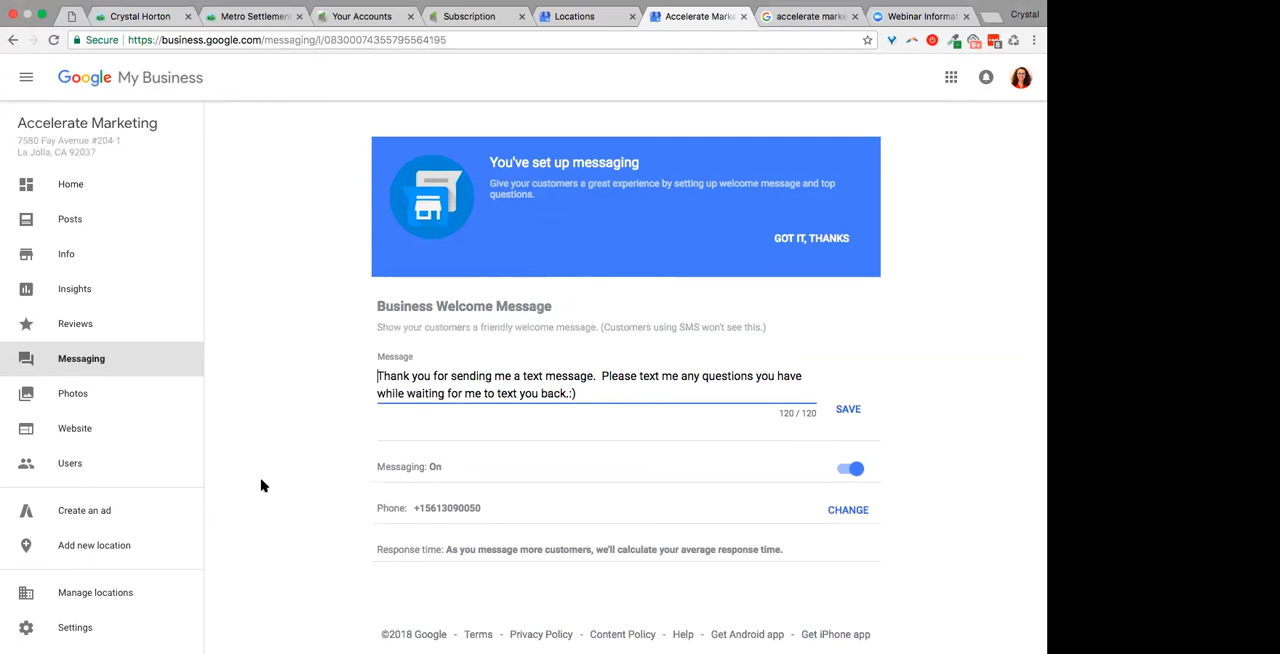 Crystal Horton
Metro Settlement
Your Accounts
Subscription
Locations
Accelerate Mark
accelerate mark
Webinar Informat
Crystal
Secure
https://business.google.com/messaging/l/08300074355795564195
Google My Business
Accelerate Marketing
7580 Fay Avenue #204-1
La Jolla, CA 92037
Home
Posts
Info
Insights
Reviews
Messaging
Photos
Website
Users
Create an ad
Add new location
Manage locations
Settings
You've set up messaging
Give your customers a great experience by setting up welcome message and top
questions.
GOT IT, THANKS
Business Welcome Message
Show your customers a friendly welcome message. (Customers using SMS won't see this.)
Message
Thank you for sending me a text message.  Please text me any questions you have
while waiting for me to text you back.:)
120 / 120
SAVE
Messaging: On
Phone: +15613090050
CHANGE
Response time: As you message more customers, we'll calculate your average response time.
©2018 Google - Terms - Privacy Policy - Content Policy - Help - Get Android app - Get iPhone app